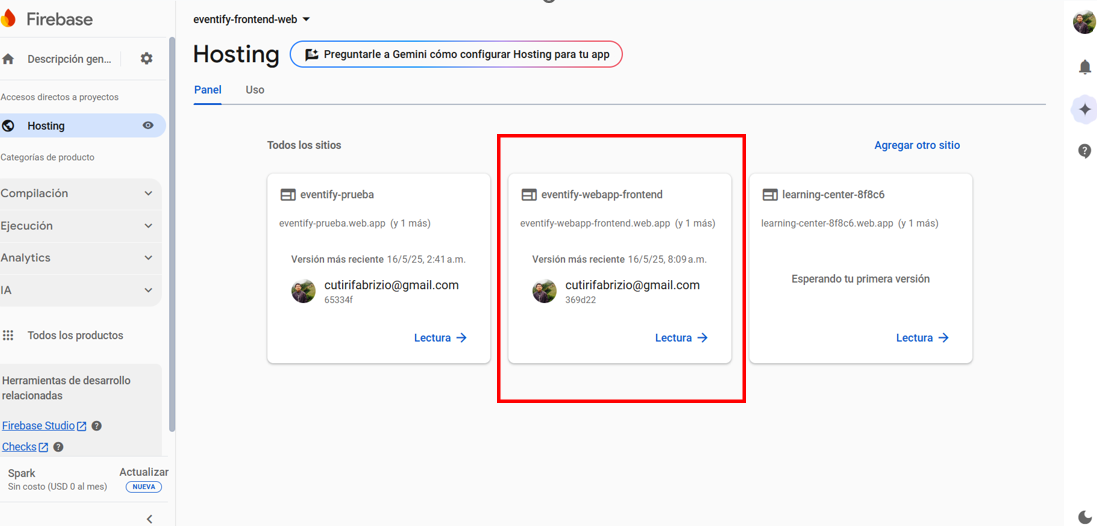 Firebase
Descripción gen...
Accesos directos a proyectos
Hosting
Categorías de producto
Compilación
Ejecución
Analytics
IA
Todos los productos
Herramientas de desarrollo
relacionadas
Firebase Studio
Checks
Spark
Sin costo (USD 0 al mes)
Actualizar
NUEVA
eventify-frontend-web
Hosting
Preguntarle a Gemini cómo configurar Hosting para tu app
Panel
Uso
Todos los sitios
Agregar otro sitio
eventify-prueba
eventify-prueba.web.app (y 1 más)
Versión más reciente 16/5/25, 2:41 a.m.
cutirifabrizio@gmail.com
65334f
Lectura
eventify-webapp-frontend
eventify-webapp-frontend.web.app (y 1 más)
Versión más reciente 16/5/25, 8:09 a.m.
cutirifabrizio@gmail.com
369d22
Lectura
learning-center-8f8c6
learning-center-8f8c6.web.app (y 1 más)
Esperando tu primera versión
Lectura